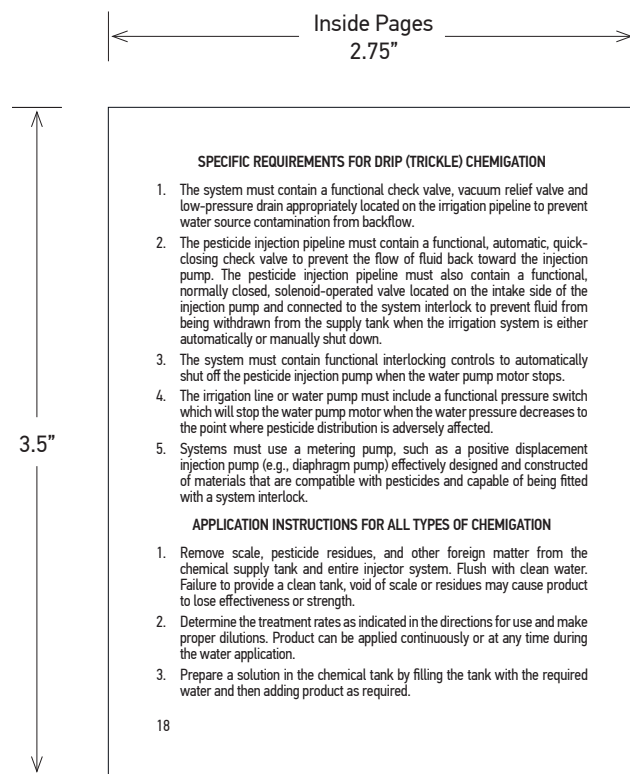 Inside Pages
2.75”
3.5”
SPECIFIC REQUIREMENTS FOR DRIP (TRICKLE) CHEMIGATION
1. The system must contain a functional check valve, vacuum relief valve and
low-pressure drain appropriately located on the irrigation pipeline to prevent
water source contamination from backflow.
2. The pesticide injection pipeline must contain a functional, automatic, quick-
closing check valve to prevent the flow of fluid back toward the injection
pump. The pesticide injection pipeline must also contain a functional,
normally closed, solenoid-operated valve located on the intake side of the
injection pump and connected to the system interlock to prevent fluid from
being withdrawn from the supply tank when the irrigation system is either
automatically or manually shut down.
3. The system must contain functional interlocking controls to automatically
shut off the pesticide injection pump when the water pump motor stops.
4. The irrigation line or water pump must include a functional pressure switch
which will stop the water pump motor when the water pressure decreases to
the point where pesticide distribution is adversely affected.
5. Systems must use a metering pump, such as a positive displacement
injection pump (e.g., diaphragm pump) effectively designed and constructed
of materials that are compatible with pesticides and capable of being fitted
with a system interlock.
APPLICATION INSTRUCTIONS FOR ALL TYPES OF CHEMIGATION
1. Remove scale, pesticide residues, and other foreign matter from the
chemical supply tank and entire injector system. Flush with clean water.
Failure to provide a clean tank, void of scale or residues may cause product
to lose effectiveness or strength.
2. Determine the treatment rates as indicated in the directions for use and make
proper dilutions. Product can be applied continuously or at any time during
the water application.
3. Prepare a solution in the chemical tank by filling the tank with the required
water and then adding product as required.
18